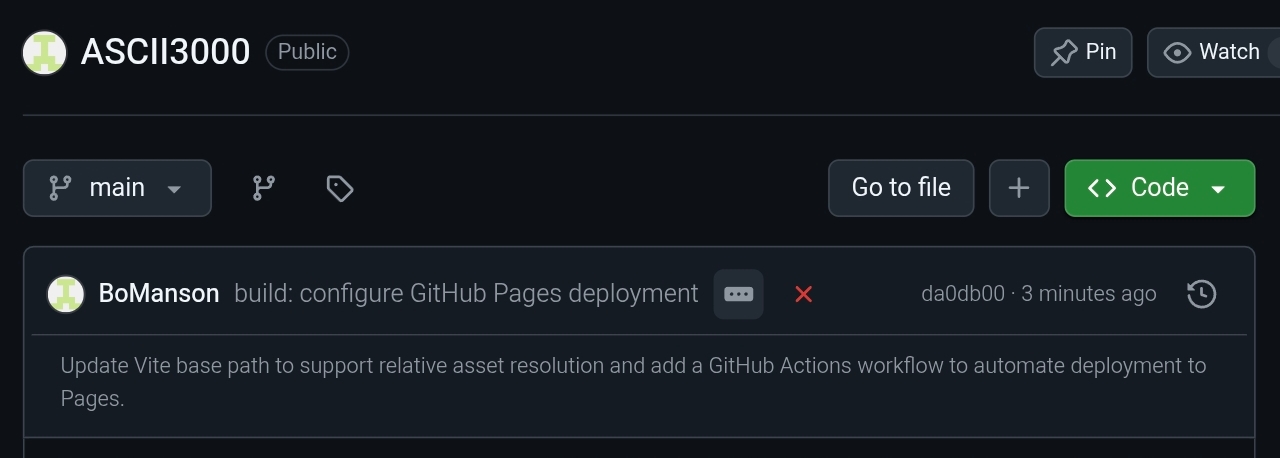 ASCII3000 Public Pin Watch
main Go to file Code
BoManson build: configure GitHub Pages deployment da0db00 · 3 minutes ago
Update Vite base path to support relative asset resolution and add a GitHub Actions workflow to automate deployment to
Pages.